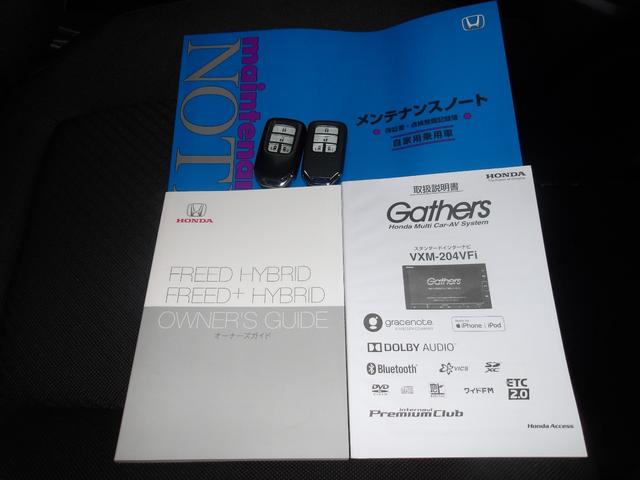 maintenance
NOTE
メンテナンスノート
保証書・点検整備記録簿
自家用乗用車
HONDA
FREED HYBRID
FREED+ HYBRID
OWNER'S GUIDE
オーナーズガイド
HONDA
取扱説明書
Gathers
Honda Multi Car-AV System
スタンダードインターナビ
VXM-204VFi
Gathers
gracenote
iPhone | iPod
DOLBY AUDIO
Bluetooth
VICS
SD XC
DVD
ワイドFM
ETC 2.0
internavi
Premium Club
Honda Access